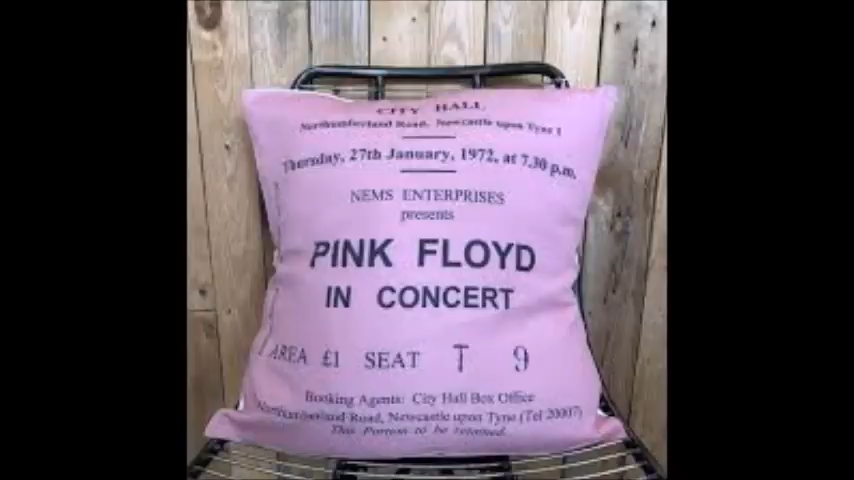 CITY HALL
Northumberland Road, Newcastle upon Tyne 1
Thursday, 27th January, 1972, at 7.30 p.m.
NEMS ENTERPRISES
presents
PINK FLOYD
IN CONCERT
AREA £1 SEAT T 9
Booking Agents: City Hall Box Office
Northumberland Road, Newcastle upon Tyne (Tel 20007)
This Portion to be retained.